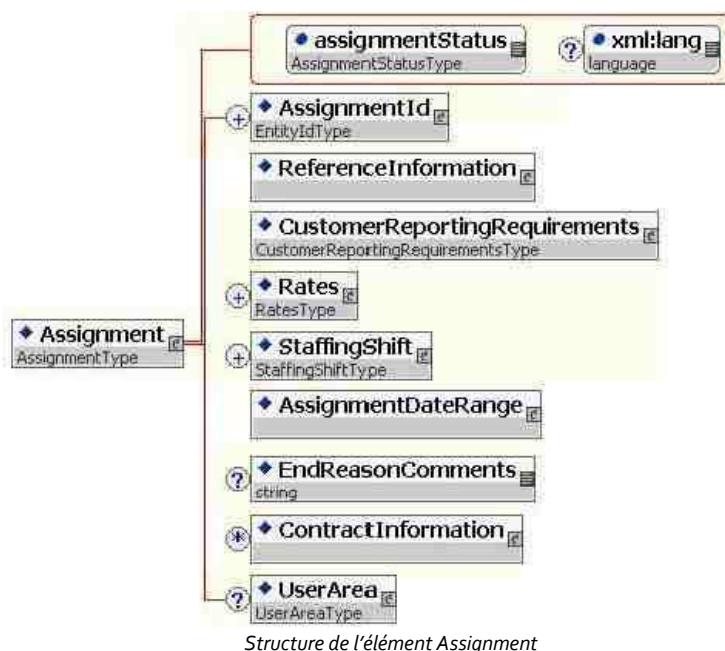 assignmentStatus
AssignmentStatusType
? xml:lang
language
+ AssignmentId
EntityIdType
ReferenceInformation
CustomerReportingRequirements
CustomerReportingRequirementsType
+ Rates
RatesType
Assignment
AssignmentType
+ StaffingShift
StaffingShiftType
AssignmentDateRange
? EndReasonComments
string
* ContractInformation
? UserArea
UserAreaType
Structure de l'élément Assignment